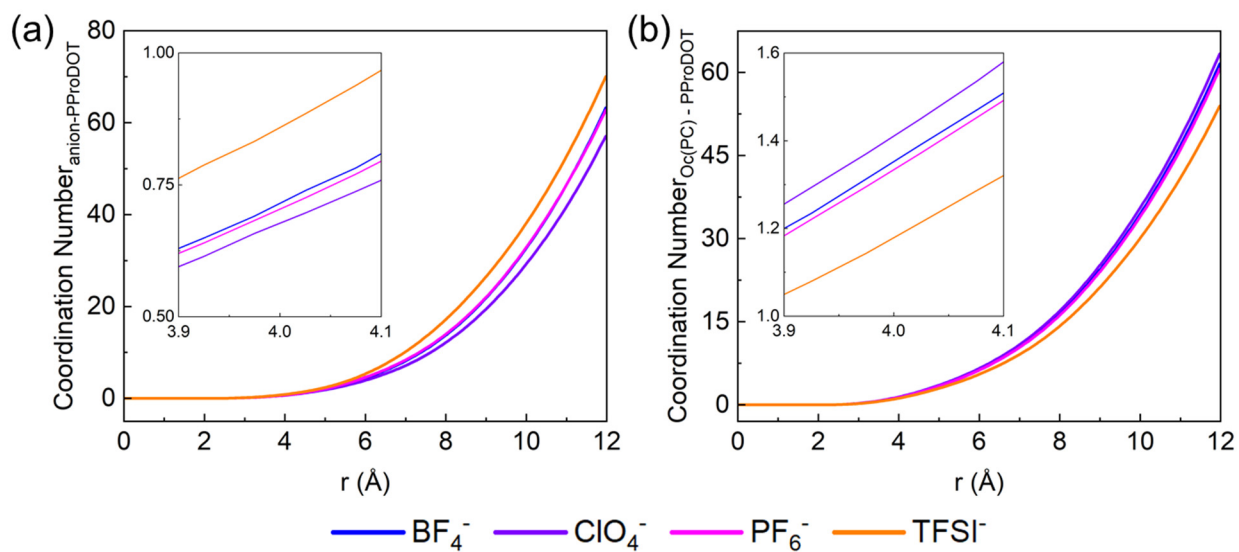 (a)
Coordination Number anion-PProDOT
80
60
40
20
0
1.00
0.75
0.50
3.9 4.0 4.1
0 2 4 6 8 10 12
r (Å)
(b)
Coordination Number Oc(PC) - PProDOT
60
45
30
15
0
1.6
1.4
1.2
1.0
3.9 4.0 4.1
0 2 4 6 8 10 12
r (Å)
BF₄⁻ ClO₄⁻ PF₆⁻ TFSI⁻